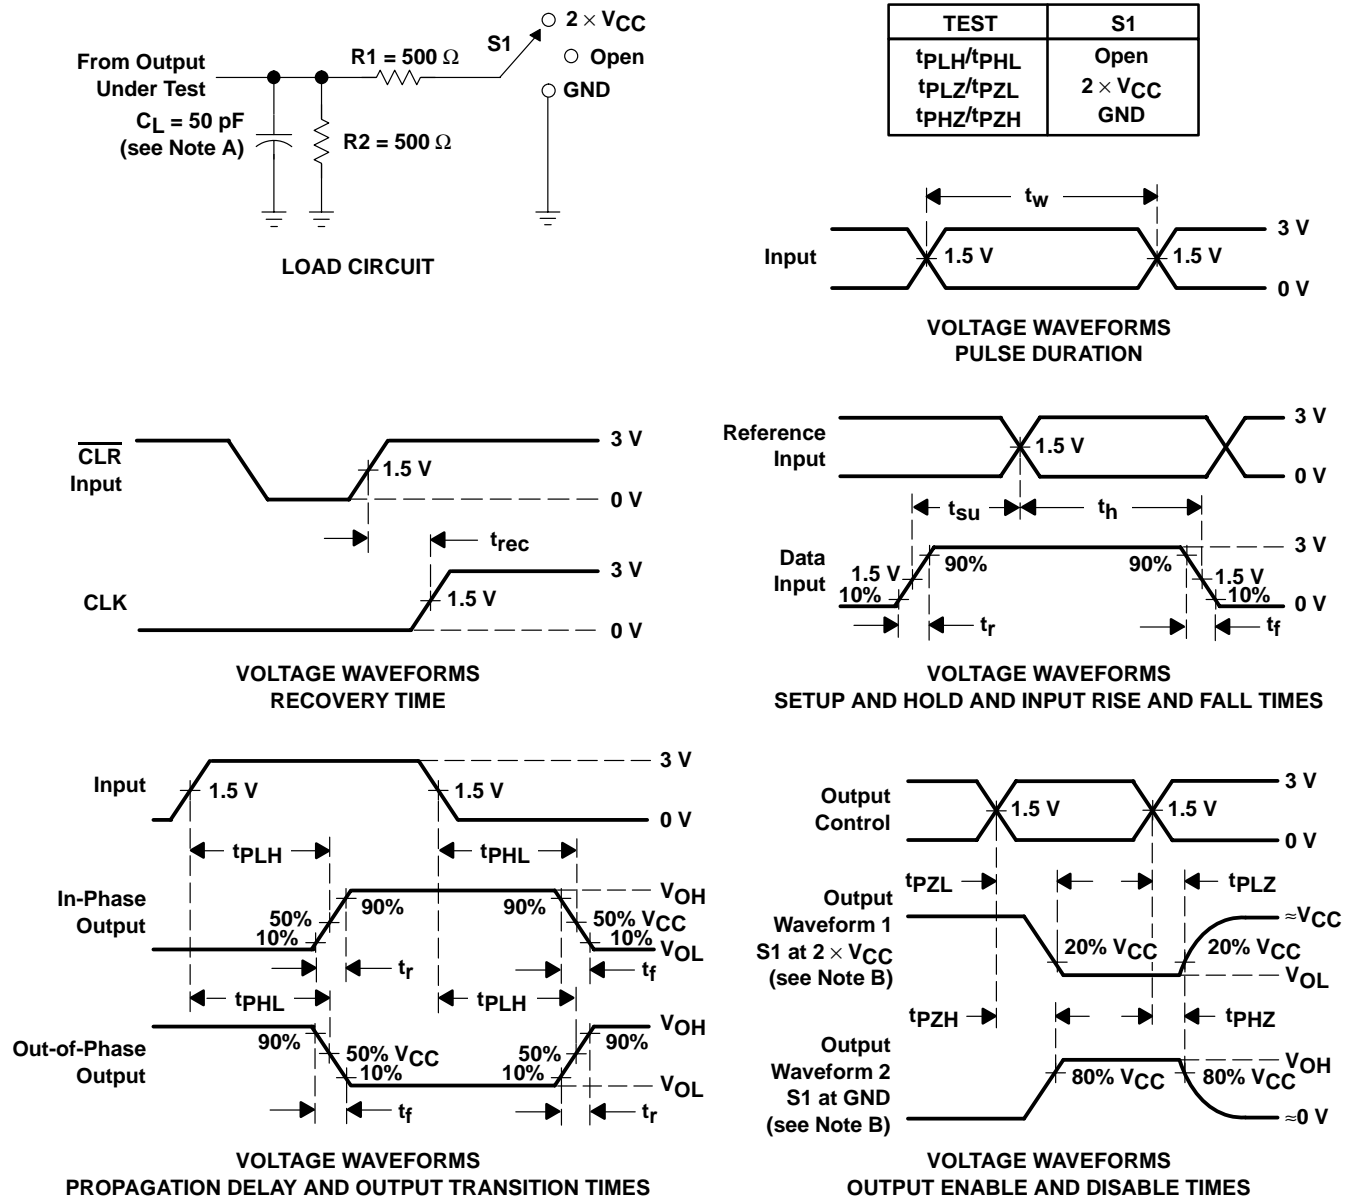 From Output
Under Test
CL = 50 pF
(see Note A)
R1 = 500 Ω
R2 = 500 Ω
S1
2 × VCC
Open
GND
LOAD CIRCUIT
TEST S1
tPLH/tPHL Open
tPLZ/tPZL 2 × VCC
tPHZ/tPZH GND
tw
Input
1.5 V
1.5 V
3 V
0 V
VOLTAGE WAVEFORMS
PULSE DURATION
CLR
Input
1.5 V
3 V
0 V
trec
CLK
1.5 V
3 V
0 V
VOLTAGE WAVEFORMS
RECOVERY TIME
Reference
Input
1.5 V
3 V
0 V
tsu
th
Data
Input
1.5 V
10%
90%
90%
1.5 V
10%
3 V
0 V
tr
tf
VOLTAGE WAVEFORMS
SETUP AND HOLD AND INPUT RISE AND FALL TIMES
Input
1.5 V
1.5 V
3 V
0 V
tPLH
tPHL
In-Phase
Output
50%
10%
90%
90%
50% VCC
10%
VOH
VOL
tr
tf
tPHL
tPLH
Out-of-Phase
Output
90%
50% VCC
10%
50%
10%
90%
VOH
VOL
tf
tr
VOLTAGE WAVEFORMS
PROPAGATION DELAY AND OUTPUT TRANSITION TIMES
Output
Control
1.5 V
1.5 V
3 V
0 V
tPZL
tPLZ
Output
Waveform 1
S1 at 2 × VCC
(see Note B)
20% VCC
20% VCC
≈VCC
VOL
tPZH
tPHZ
Output
Waveform 2
S1 at GND
(see Note B)
80% VCC
80% VCC
VOH
≈0 V
VOLTAGE WAVEFORMS
OUTPUT ENABLE AND DISABLE TIMES